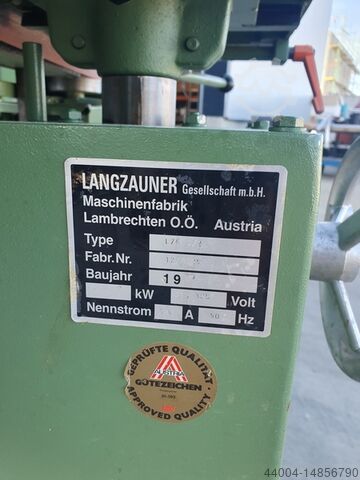 LANGZAUNER Gesellschaft m.b.H.
Maschinenfabrik
Lambrechten O.Ö. Austria
Type
Fabr.Nr.
Baujahr 19
kW Volt
Nennstrom A 50 Hz
GEPRÜFTE QUALITÄT
AUSTRIA
GÜTEZEICHEN
APPROVED QUALITY
44004-14856790